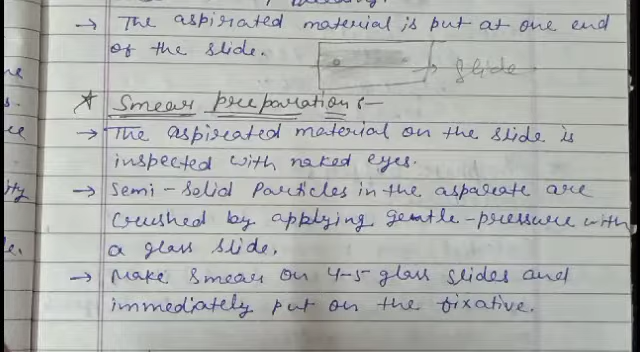 → The aspirated material is put at one end
of the slide.
→ slide
* Smear preparation :-
→ The aspirated material on the slide is
inspected with naked eyes.
→ Semi-Solid Particles in the asparate are
crushed by applying gentle-pressure with
a glass slide.
→ Make Smear on 4-5 glass slides and
immediately put on the fixative.